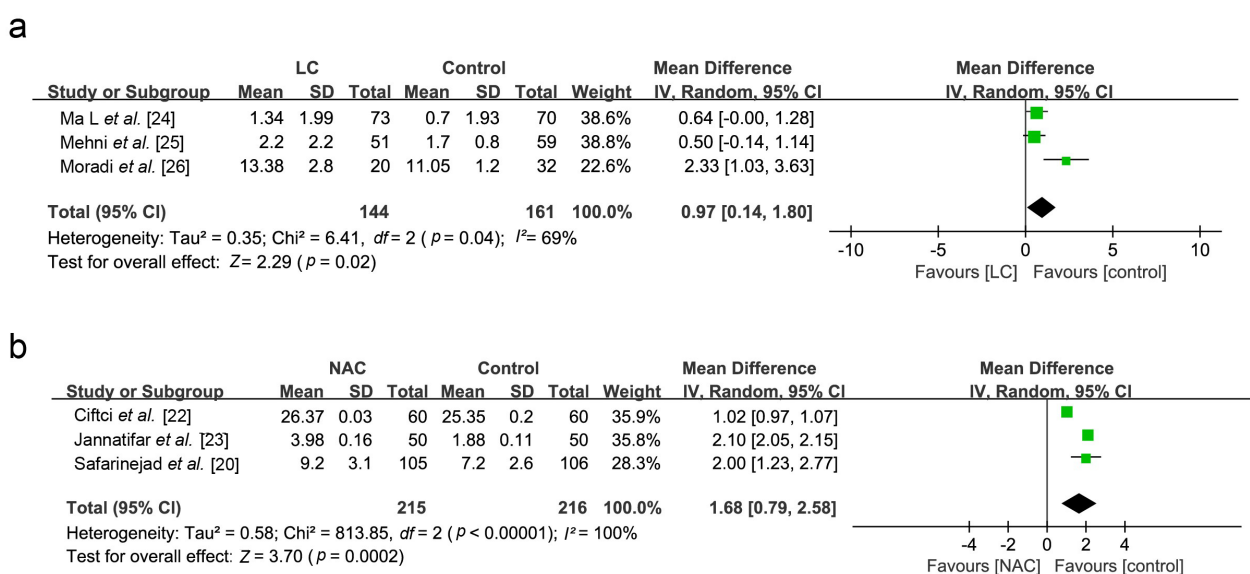 a
LC Control Mean Difference Mean Difference
Study or Subgroup Mean SD Total Mean SD Total Weight IV, Random, 95% CI IV, Random, 95% CI
Ma L et al. [24] 1.34 1.99 73 0.7 1.93 70 38.6% 0.64 [-0.00, 1.28]
Mehni et al. [25] 2.2 2.2 51 1.7 0.8 59 38.8% 0.50 [-0.14, 1.14]
Moradi et al. [26] 13.38 2.8 20 11.05 1.2 32 22.6% 2.33 [1.03, 3.63]
Total (95% CI) 144 161 100.0% 0.97 [0.14, 1.80]
Heterogeneity: Tau² = 0.35; Chi² = 6.41, df = 2 ( p = 0.04); I² = 69%
Test for overall effect: Z = 2.29 ( p = 0.02)
-10 -5 0 5 10
Favours [LC] Favours [control]
b
NAC Control Mean Difference Mean Difference
Study or Subgroup Mean SD Total Mean SD Total Weight IV, Random, 95% CI IV, Random, 95% CI
Ciftci et al. [22] 26.37 0.03 60 25.35 0.2 60 35.9% 1.02 [0.97, 1.07]
Jannatifar et al. [23] 3.98 0.16 50 1.88 0.11 50 35.8% 2.10 [2.05, 2.15]
Safarinejad et al. [20] 9.2 3.1 105 7.2 2.6 106 28.3% 2.00 [1.23, 2.77]
Total (95% CI) 215 216 100.0% 1.68 [0.79, 2.58]
Heterogeneity: Tau² = 0.58; Chi² = 813.85, df = 2 ( p < 0.00001); I² = 100%
Test for overall effect: Z = 3.70 ( p = 0.0002)
-4 -2 0 2 4
Favours [NAC] Favours [control]